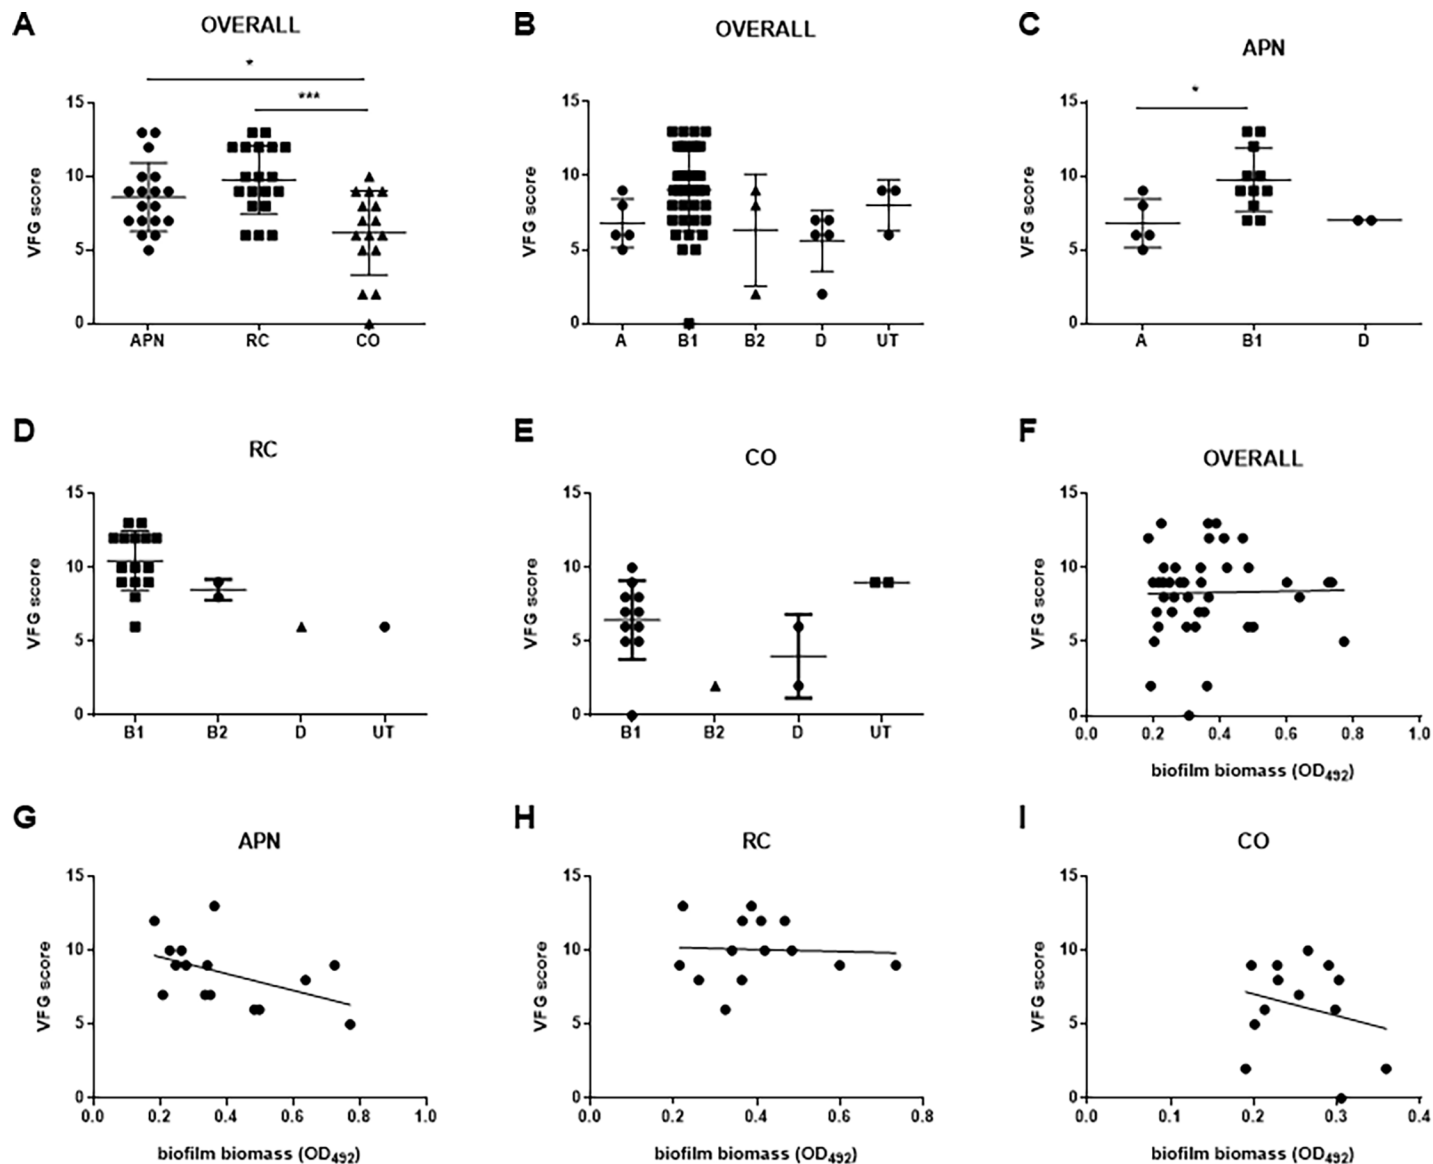 A
OVERALL
*
***
15
10
5
0
VFG score
APN RC CO
B
OVERALL
15
10
5
0
VFG score
A B1 B2 D UT
C
APN
*
15
10
5
0
VFG score
A B1 D
D
RC
15
10
5
0
VFG score
B1 B2 D UT
E
CO
15
10
5
0
VFG score
B1 B2 D UT
F
OVERALL
15
10
5
0
VFG score
0.0 0.2 0.4 0.6 0.8 1.0
biofilm biomass (OD492)
G
APN
15
10
5
0
VFG score
0.0 0.2 0.4 0.6 0.8 1.0
biofilm biomass (OD492)
H
RC
15
10
5
0
VFG score
0.0 0.2 0.4 0.6 0.8
biofilm biomass (OD492)
I
CO
15
10
5
0
VFG score
0.0 0.1 0.2 0.3 0.4
biofilm biomass (OD492)